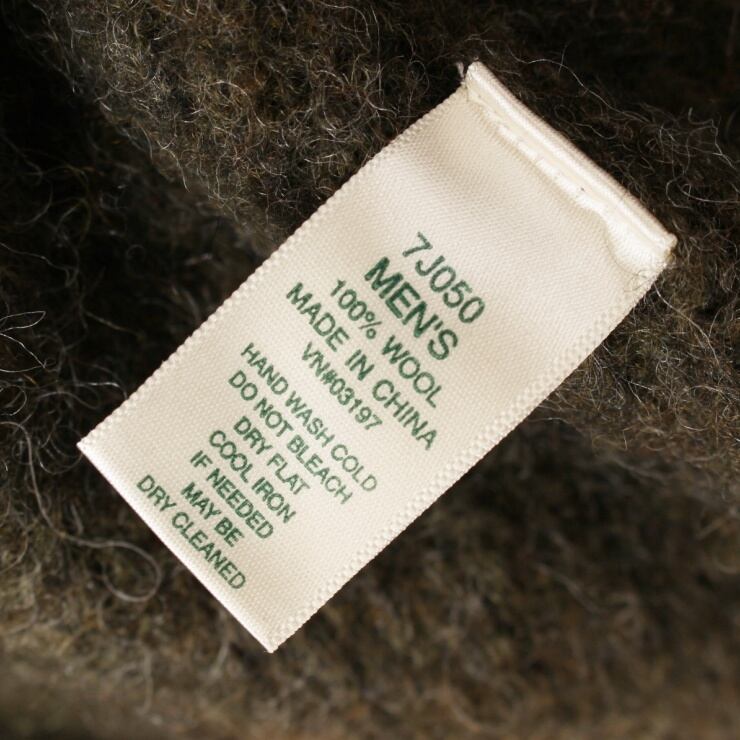 7J050
MEN'S
100% WOOL
MADE IN CHINA
VN#03197
HAND WASH COLD
DO NOT BLEACH
DRY FLAT
COOL IRON
IF NEEDED
MAY BE
DRY CLEANED